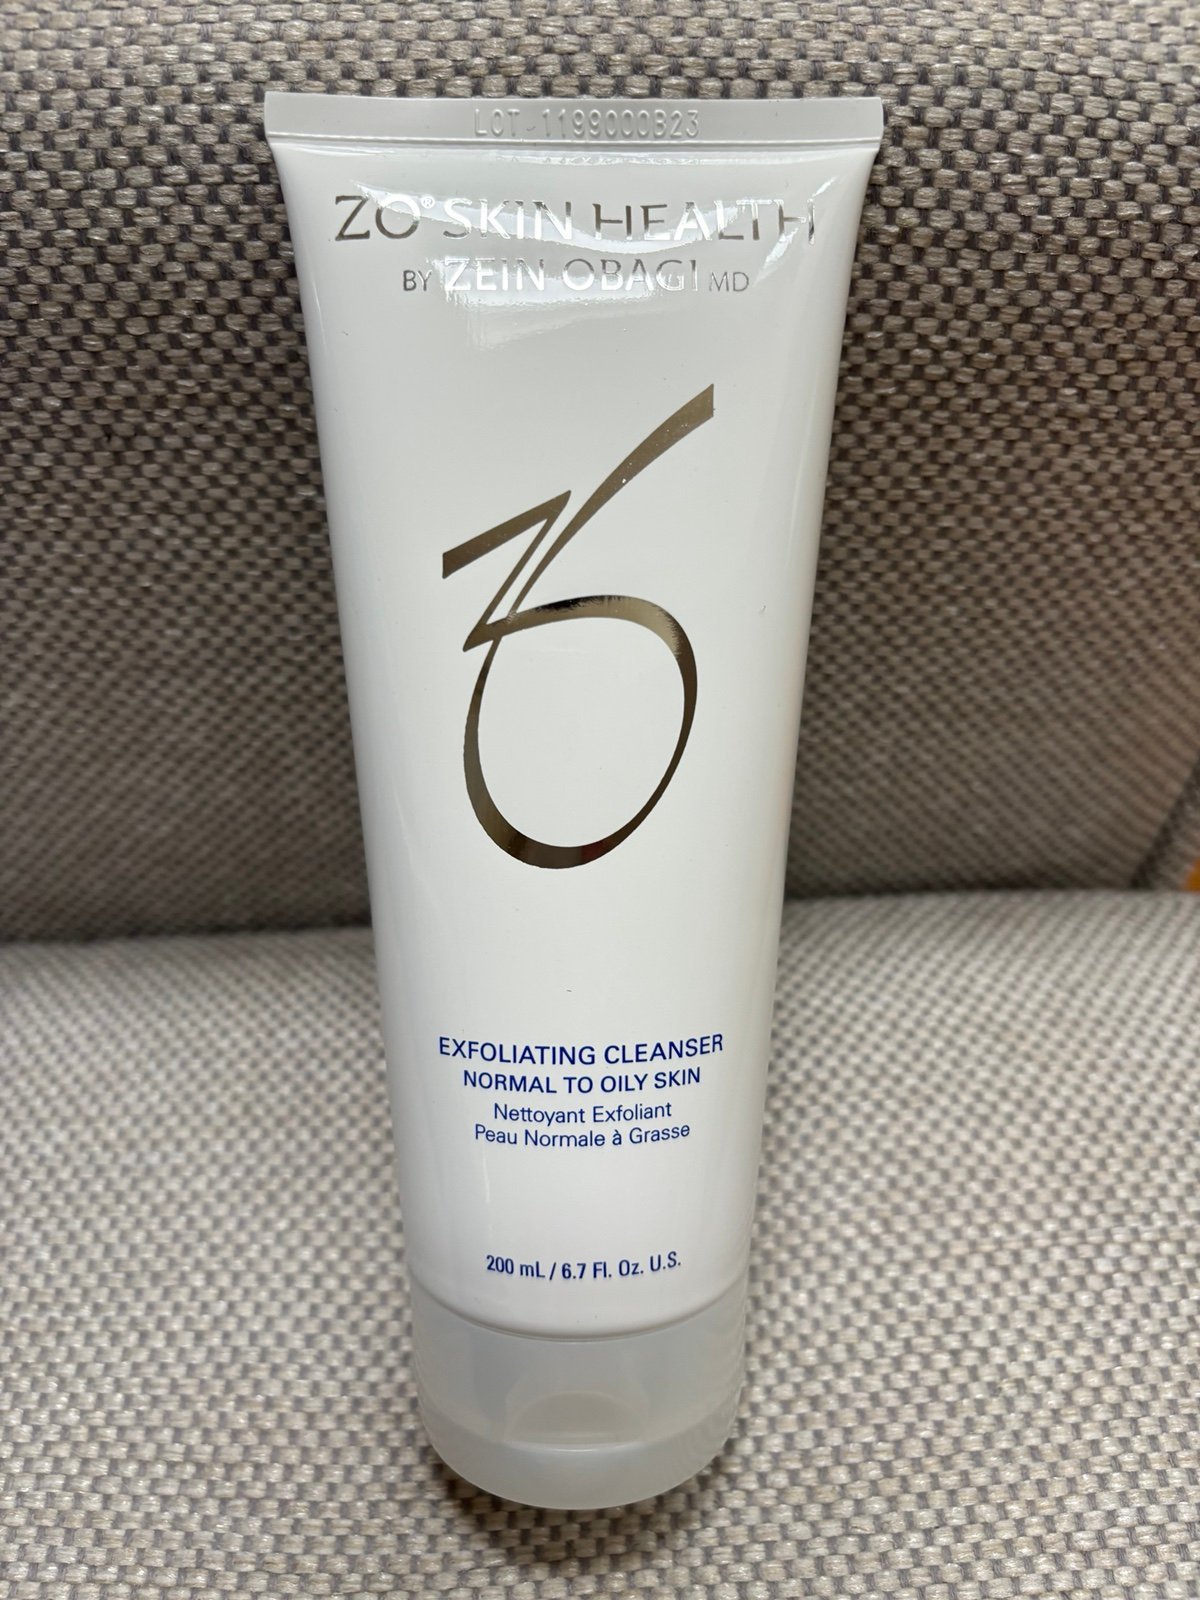 LOT 1199000B23
ZO® SKIN HEALTH
BY ZEIN OBAGI MD
EXFOLIATING CLEANSER
NORMAL TO OILY SKIN
Nettoyant Exfoliant
Peau Normale à Grasse
200 mL / 6.7 Fl. Oz. U.S.